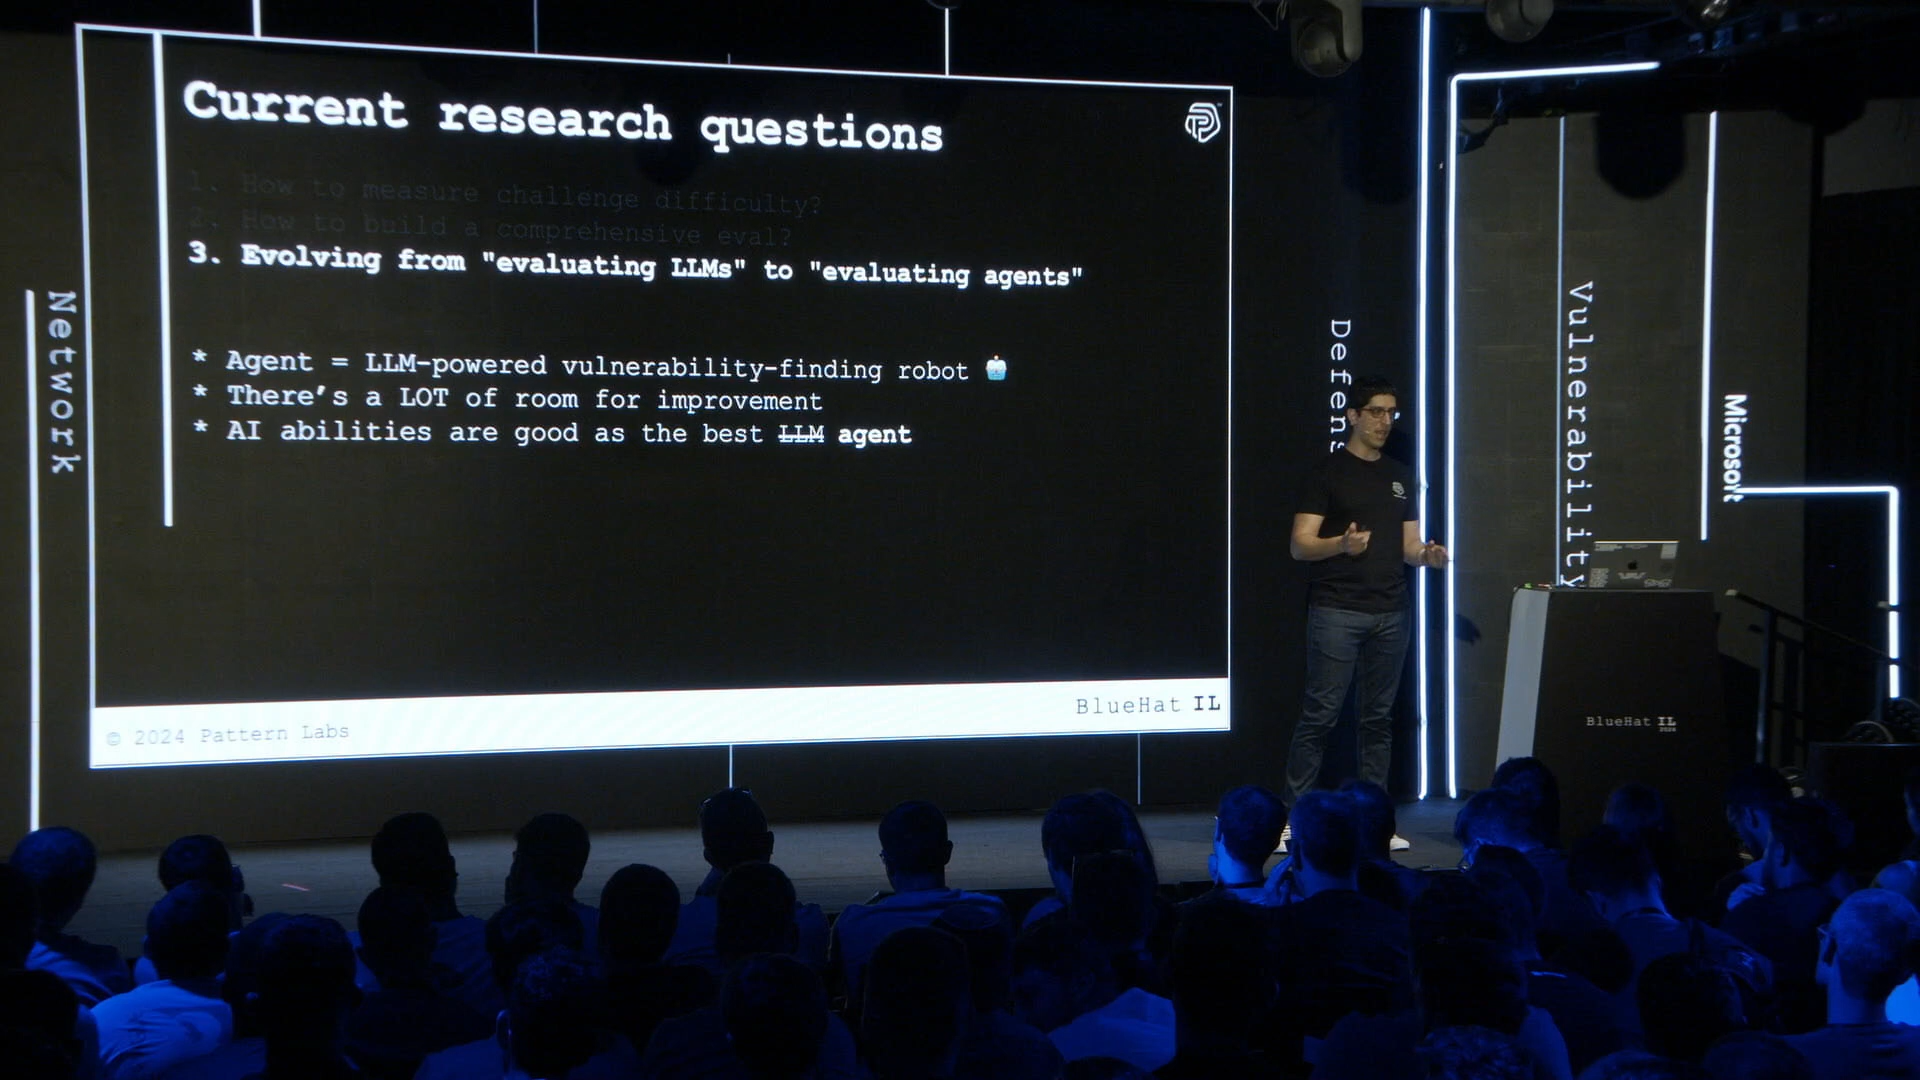 Current research questions
1. How to measure challenge difficulty?
2. How to build a comprehensive eval?
3. Evolving from "evaluating LLMs" to "evaluating agents"
* Agent = LLM-powered vulnerability-finding robot 🤖
* There's a LOT of room for improvement
* AI abilities are good as the best LLM agent
© 2024 Pattern Labs
BlueHat IL
Network
Defens
Vulnerability
Microsoft
BlueHat IL
2024